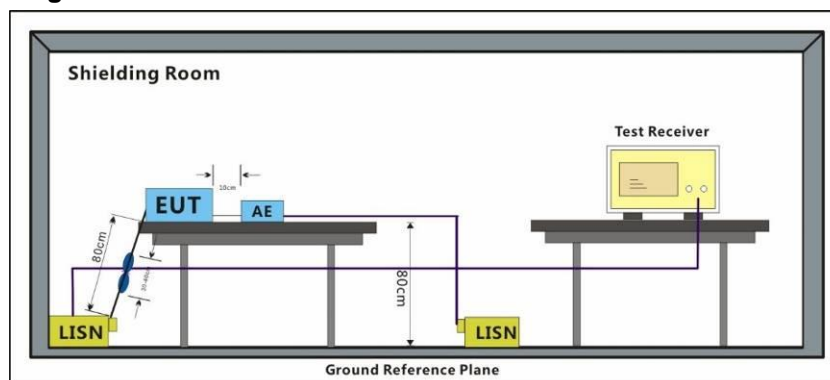 Shielding Room
Test Receiver
10cm
EUT
AE
80cm
80cm
LISN
LISN
Ground Reference Plane